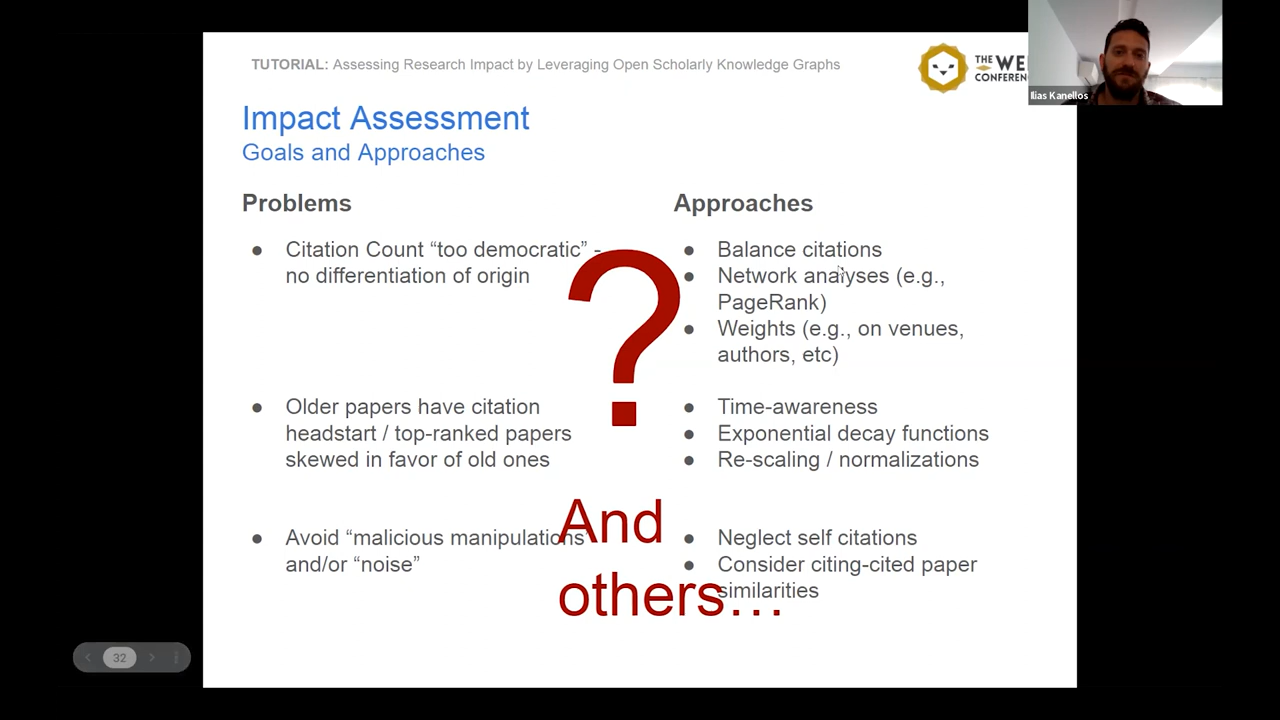 TUTORIAL: Assessing Research Impact by Leveraging Open Scholarly Knowledge Graphs
THE WE
CONFEREN
Ilias Kanellos
Impact Assessment
Goals and Approaches
Problems
● Citation Count “too democratic” -
no differentiation of origin
● Older papers have citation
headstart / top-ranked papers
skewed in favor of old ones
● Avoid “malicious manipulations”
and/or “noise”
Approaches
● Balance citations
● Network analyses (e.g.,
PageRank)
● Weights (e.g., on venues,
authors, etc)
● Time-awareness
● Exponential decay functions
● Re-scaling / normalizations
● Neglect self citations
● Consider citing-cited paper
similarities
?
And
others…
32